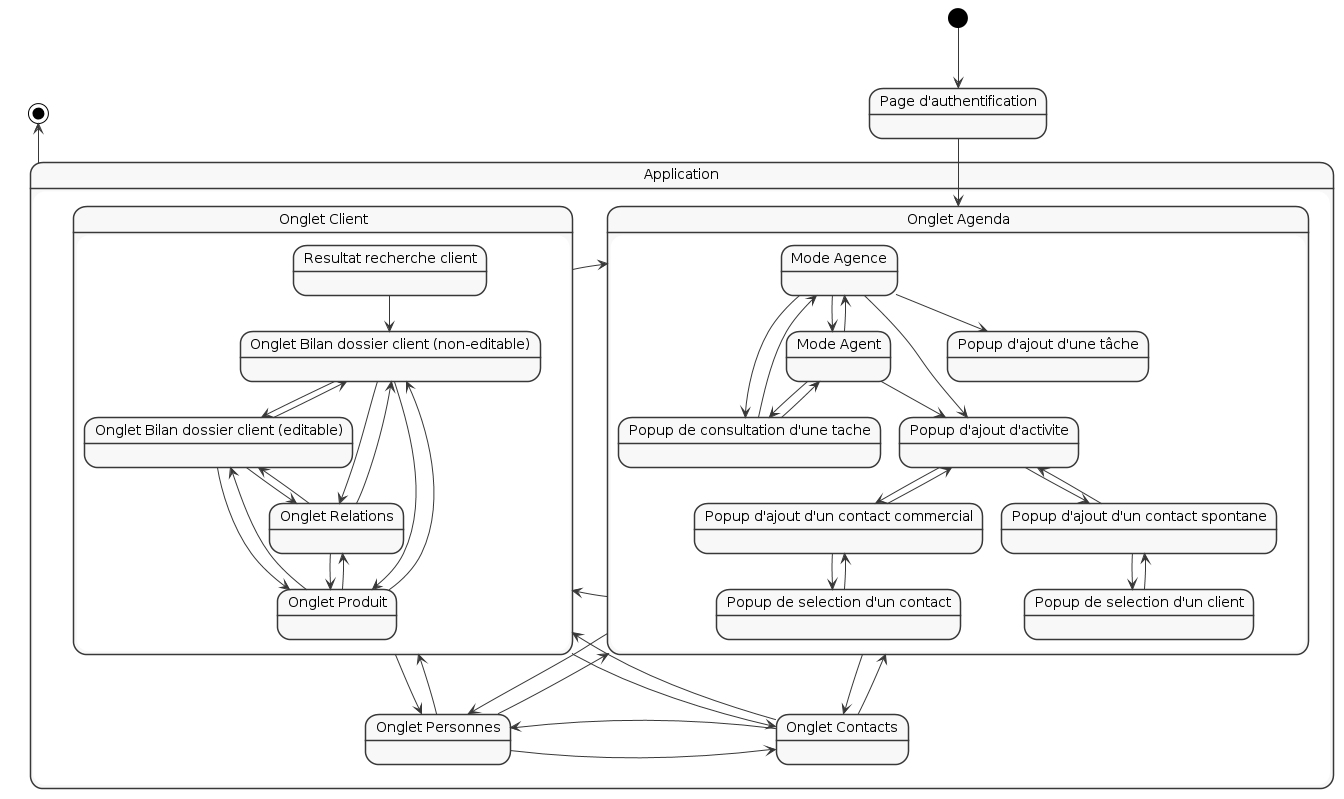 Page d'authentification
Application
Onglet Client
Onglet Agenda
Resultat recherche client
Mode Agence
Onglet Bilan dossier client (non-editable)
Mode Agent
Popup d'ajout d'une tâche
Onglet Bilan dossier client (editable)
Popup de consultation d'une tache
Popup d'ajout d'activite
Onglet Relations
Popup d'ajout d'un contact commercial
Popup d'ajout d'un contact spontane
Onglet Produit
Popup de selection d'un contact
Popup de selection d'un client
Onglet Personnes
Onglet Contacts